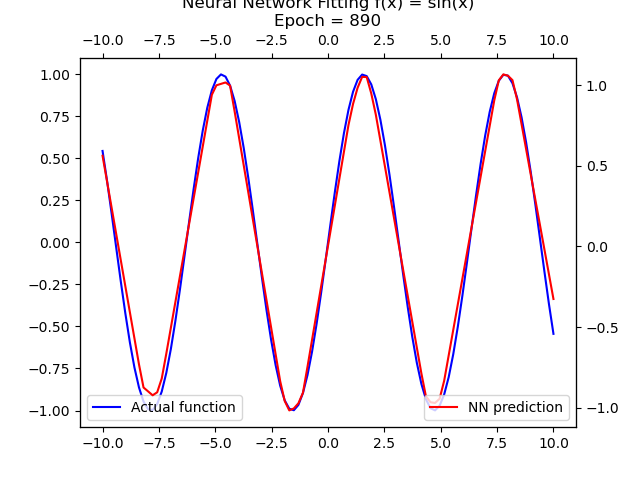 Neural Network Fitting f(x) = sin(x)
Epoch = 890
−10.0 −7.5 −5.0 −2.5 0.0 2.5 5.0 7.5 10.0
1.00
0.75
0.50
0.25
0.00
−0.25
−0.50
−0.75
−1.00
1.0
0.5
0.0
−0.5
−1.0
Actual function
NN prediction
−10.0 −7.5 −5.0 −2.5 0.0 2.5 5.0 7.5 10.0